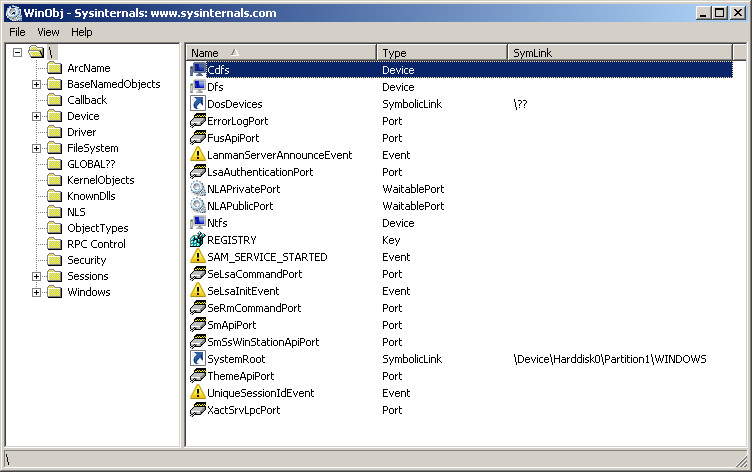 WinObj - Sysinternals: www.sysinternals.com
File View Help
\
ArcName
BaseNamedObjects
Callback
Device
Driver
FileSystem
GLOBAL??
KernelObjects
KnownDlls
NLS
ObjectTypes
RPC Control
Security
Sessions
Windows
Name Type SymLink
Cdfs Device
Dfs Device
DosDevices SymbolicLink \??
ErrorLogPort Port
FusApiPort Port
LanmanServerAnnounceEvent Event
LsaAuthenticationPort Port
NLAPrivatePort WaitablePort
NLAPublicPort WaitablePort
Ntfs Device
REGISTRY Key
SAM_SERVICE_STARTED Event
SeLsaCommandPort Port
SeLsaInitEvent Event
SeRmCommandPort Port
SmApiPort Port
SmSsWinStationApiPort Port
SystemRoot SymbolicLink \Device\Harddisk0\Partition1\WINDOWS
ThemeApiPort Port
UniqueSessionIdEvent Event
XactSrvLpcPort Port
\